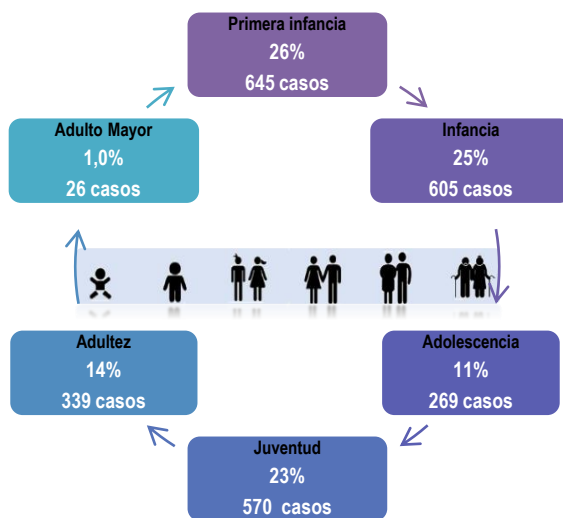 Primera infancia
26%
645 casos
Infancia
25%
605 casos
Adolescencia
11%
269 casos
Juventud
23%
570 casos
Adultez
14%
339 casos
Adulto Mayor
1,0%
26 casos